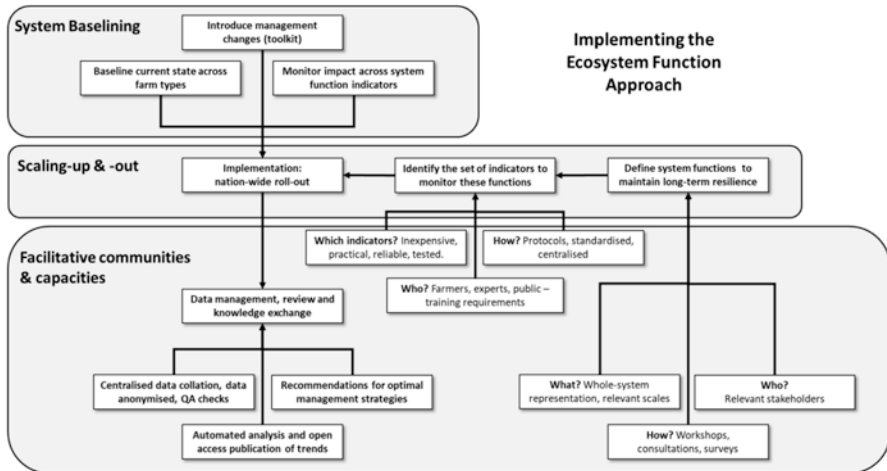 System Baselining
Introduce management
changes (toolkit)
Baseline current state across
farm types
Monitor impact across system
function indicators
Implementing the
Ecosystem Function
Approach
Scaling-up & -out
Implementation:
nation-wide roll-out
Identify the set of indicators to
monitor these functions
Define system functions to
maintain long-term resilience
Facilitative communities
& capacities
Which indicators? Inexpensive,
practical, reliable, tested.
How? Protocols, standardised,
centralised
Who? Farmers, experts, public –
training requirements
Data management, review and
knowledge exchange
Centralised data collation, data
anonymised, QA checks
Recommendations for optimal
management strategies
Automated analysis and open
access publication of trends
What? Whole-system
representation, relevant scales
Who?
Relevant stakeholders
How? Workshops,
consultations, surveys